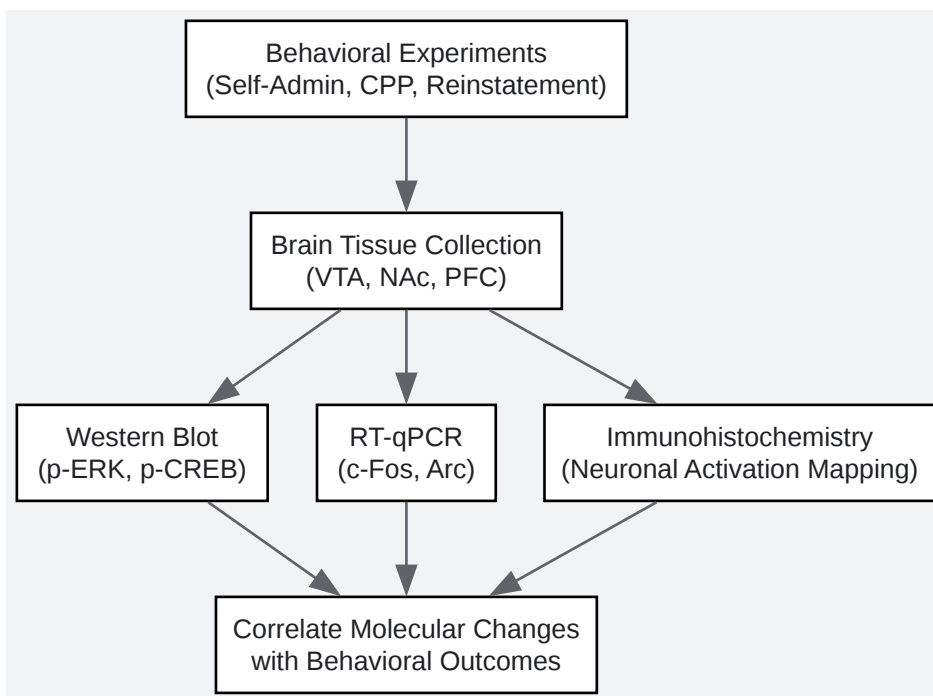 Behavioral Experiments
(Self-Admin, CPP, Reinstatement)
Brain Tissue Collection
(VTA, NAc, PFC)
Western Blot
(p-ERK, p-CREB)
RT-qPCR
(c-Fos, Arc)
Immunohistochemistry
(Neuronal Activation Mapping)
Correlate Molecular Changes
with Behavioral Outcomes